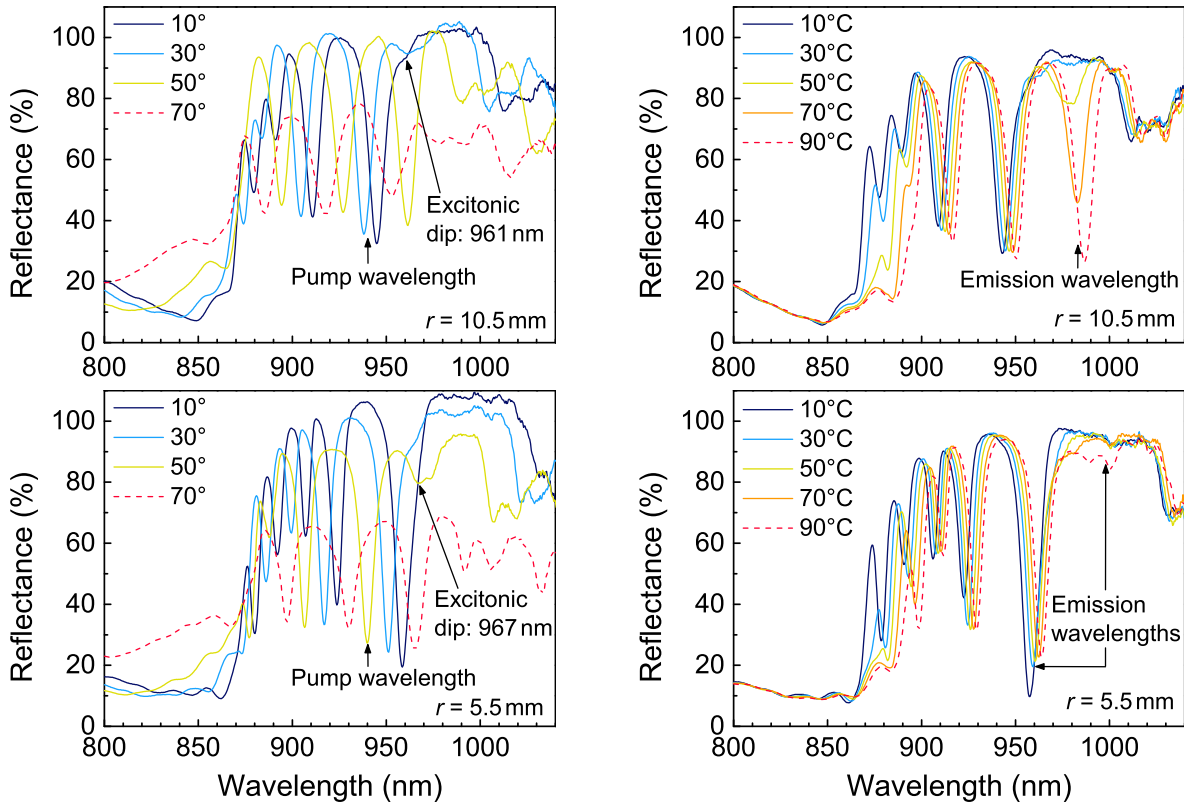 100
80
60
40
20
0
Reflectance (%)
10°
30°
50°
70°
Excitonic
dip: 961 nm
Pump wavelength
r = 10.5 mm
800 850 900 950 1000
100
80
60
40
20
0
Reflectance (%)
10°C
30°C
50°C
70°C
90°C
Emission wavelength
r = 10.5 mm
800 850 900 950 1000
100
80
60
40
20
0
Reflectance (%)
10°
30°
50°
70°
Excitonic
dip: 967 nm
Pump wavelength
r = 5.5 mm
800 850 900 950 1000
Wavelength (nm)
100
80
60
40
20
0
Reflectance (%)
10°C
30°C
50°C
70°C
90°C
Emission
wavelengths
r = 5.5 mm
800 850 900 950 1000
Wavelength (nm)